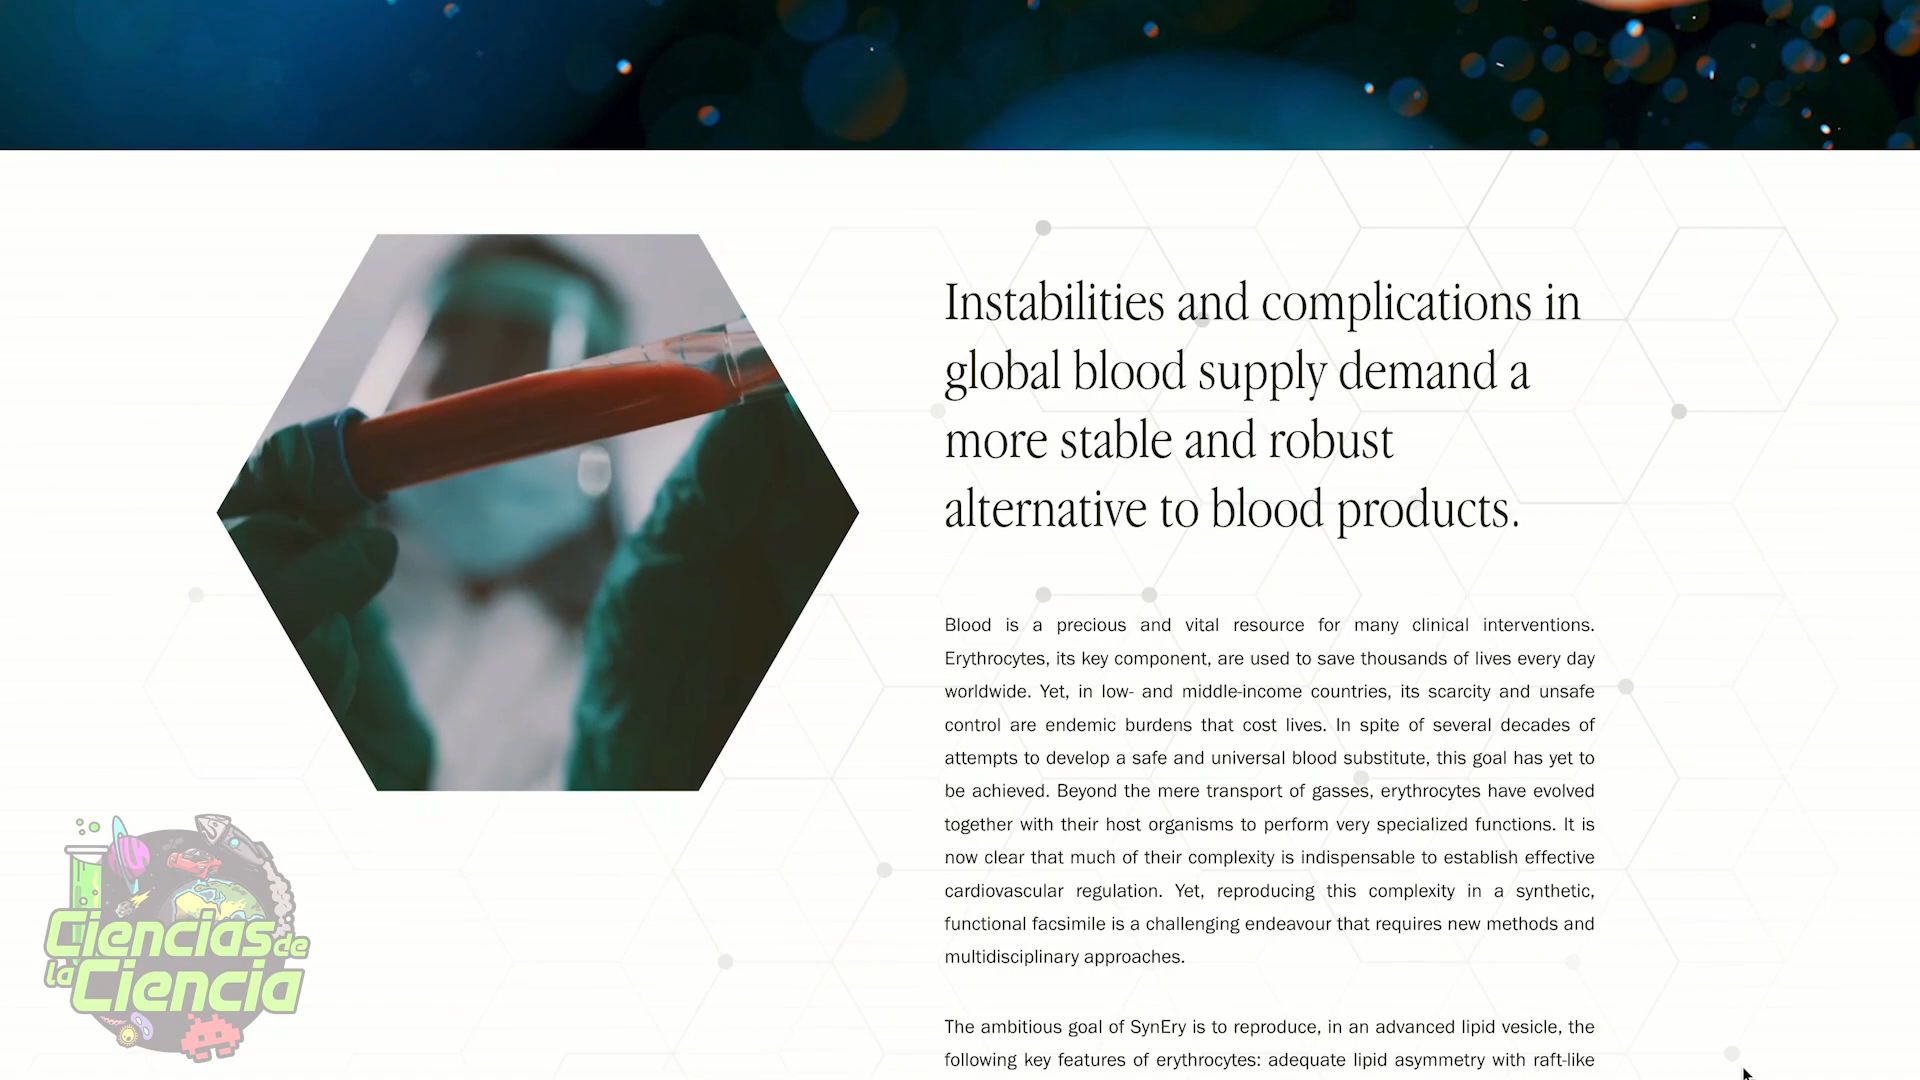 Instabilities and complications in
global blood supply demand a
more stable and robust
alternative to blood products.
Blood is a precious and vital resource for many clinical interventions.
Erythrocytes, its key component, are used to save thousands of lives every day
worldwide. Yet, in low- and middle-income countries, its scarcity and unsafe
control are endemic burdens that cost lives. In spite of several decades of
attempts to develop a safe and universal blood substitute, this goal has yet to
be achieved. Beyond the mere transport of gasses, erythrocytes have evolved
together with their host organisms to perform very specialized functions. It is
now clear that much of their complexity is indispensable to establish effective
cardiovascular regulation. Yet, reproducing this complexity in a synthetic,
functional facsimile is a challenging endeavour that requires new methods and
multidisciplinary approaches.
The ambitious goal of SynEry is to reproduce, in an advanced lipid vesicle, the
following key features of erythrocytes: adequate lipid asymmetry with raft-like
Ciencias de
la Ciencia